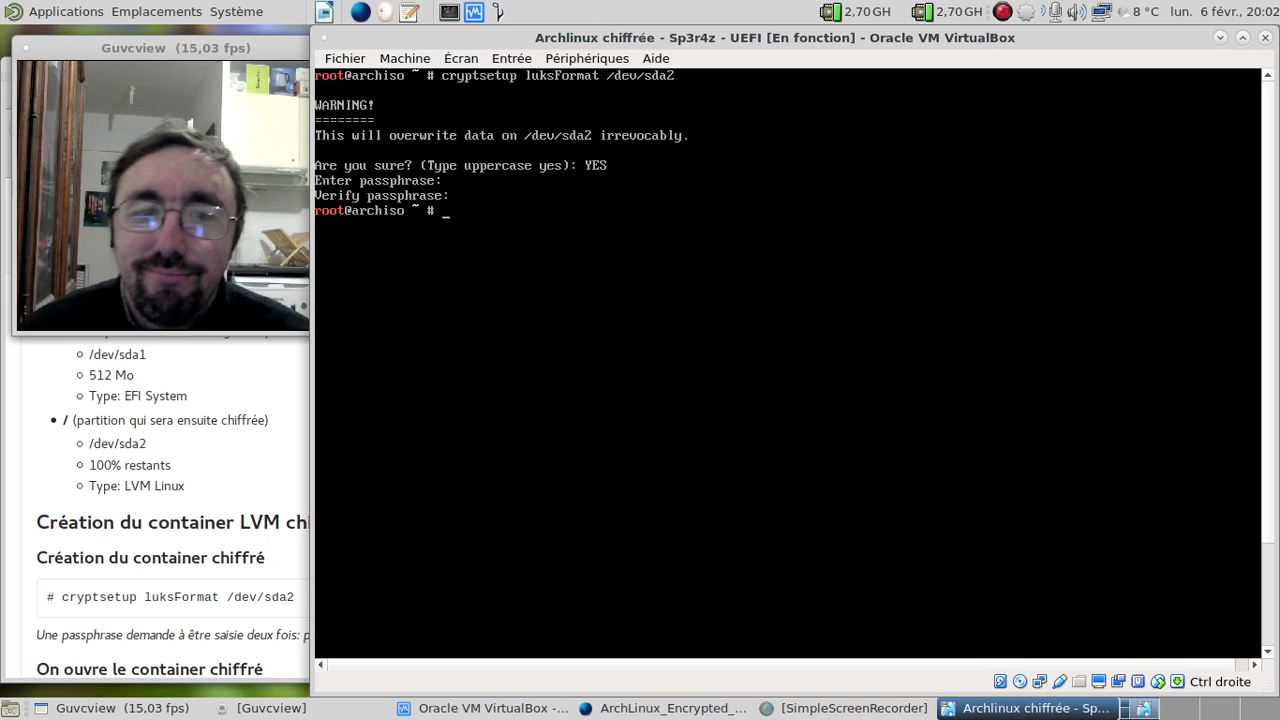 Applications Emplacements Système
2,70 GH 2,70 GH 8 °C lun. 6 févr., 20:02
Guvcview (15,03 fps)
Archlinux chiffrée - Sp3r4z - UEFI [En fonction] - Oracle VM VirtualBox
Fichier Machine Écran Entrée Périphériques Aide
root@archiso ~ # cryptsetup luksFormat /dev/sda2
WARNING!
========
This will overwrite data on /dev/sda2 irrevocably.
Are you sure? (Type uppercase yes): YES
Enter passphrase:
Verify passphrase:
root@archiso ~ # _
/dev/sda1
512 Mo
Type: EFI System
/ (partition qui sera ensuite chiffrée)
/dev/sda2
100% restants
Type: LVM Linux
Création du container LVM chi
Création du container chiffré
# cryptsetup luksFormat /dev/sda2
Une passphrase demande à être saisie deux fois: p
On ouvre le container chiffré
Ctrl droite
Guvcview (15,03 fps) [Guvcview] Oracle VM VirtualBox -... ArchLinux_Encrypted_... [SimpleScreenRecorder] Archlinux chiffrée - Sp...